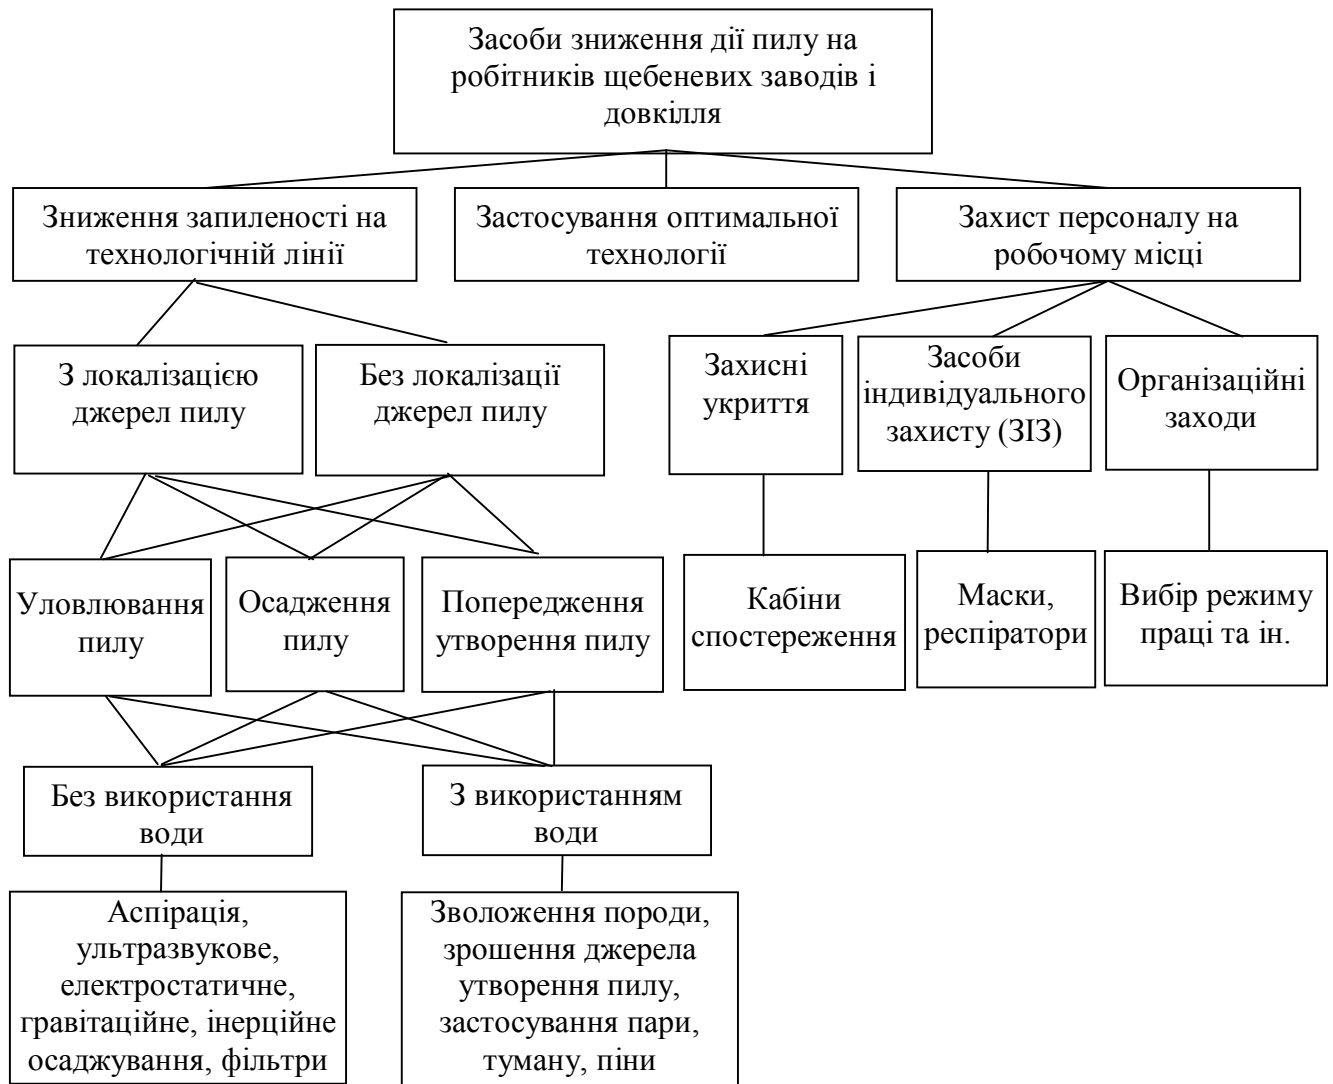 Засоби зниження дії пилу на
робітників щебеневих заводів і
довкілля
Зниження запиленості на
технологічній лінії
Застосування оптимальної
технології
Захист персоналу на
робочому місці
З локалізацією
джерел пилу
Без локалізації
джерел пилу
Захисні
укриття
Засоби
індивідуального
захисту (ЗІЗ)
Організаційні
заходи
Уловлювання
пилу
Осадження
пилу
Попередження
утворення пилу
Кабіни
спостереження
Маски,
респіратори
Вибір режиму
праці та ін.
Без використання
води
З використанням
води
Аспірація,
ультразвукове,
електростатичне,
гравітаційне, інерційне
осаджування, фільтри
Зволоження породи,
зрошення джерела
утворення пилу,
застосування пари,
туману, піни